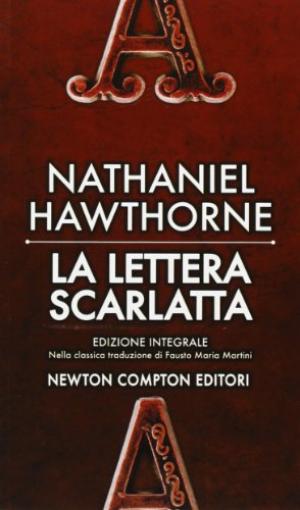 A
NATHANIEL
HAWTHORNE
LA LETTERA
SCARLATTA
EDIZIONE INTEGRALE
Nella classica traduzione di Fausto Maria Martini
NEWTON COMPTON EDITORI
A